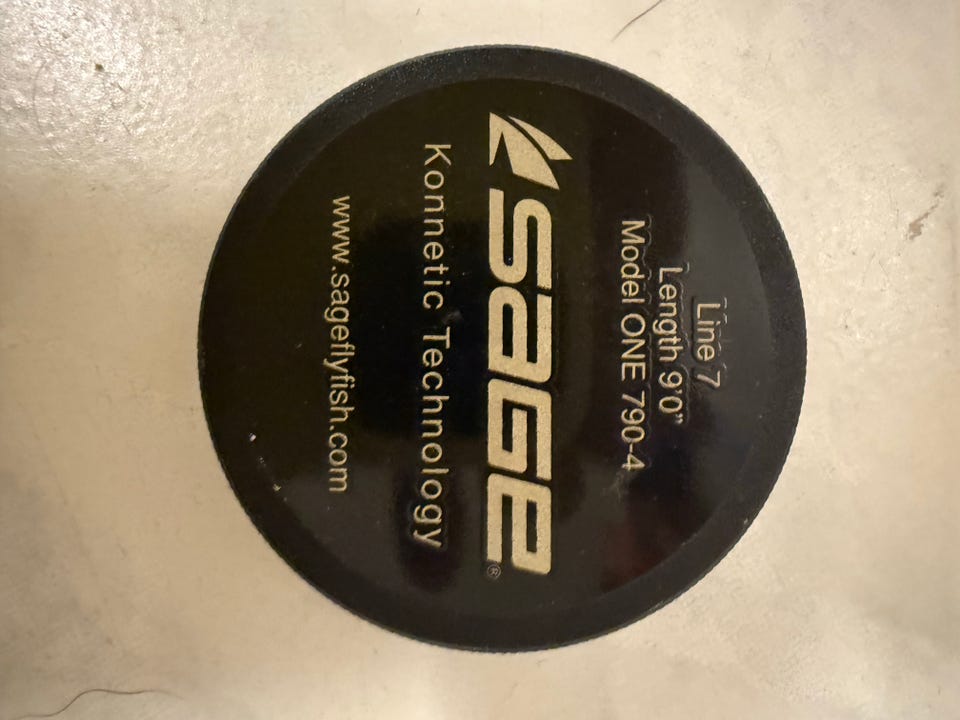 Line 7
Length 9'0"
Model ONE 790-4
SAGE®
Konnetic Technology
www.sageflyfish.com